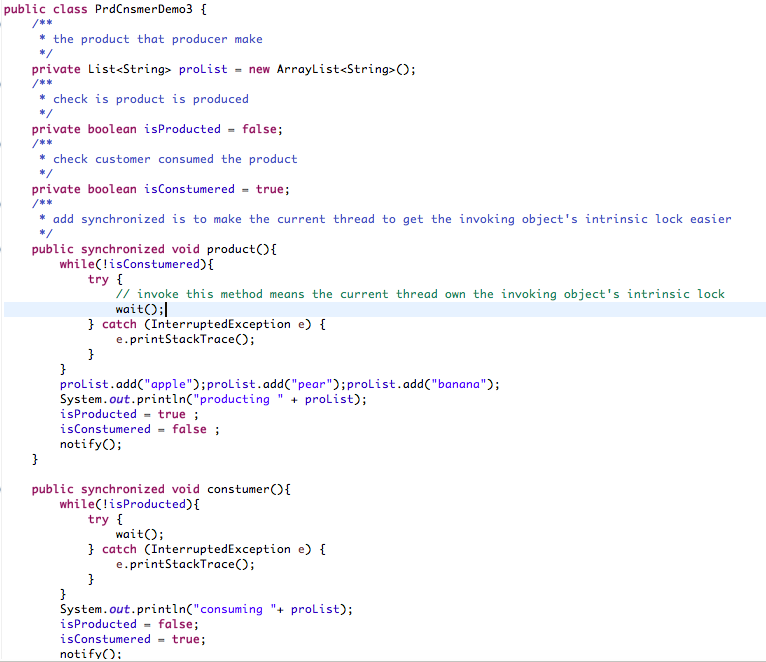 public class PrdCnsmerDemo3 {
/**
* the product that producer make
*/
private List<String> proList = new ArrayList<String>();
/**
* check is product is produced
*/
private boolean isProducted = false;
/**
* check customer consumed the product
*/
private boolean isConstumered = true;
/**
* add synchronized is to make the current thread to get the invoking object's intrinsic lock easier
*/
public synchronized void product(){
while(!isConstumered){
try {
// invoke this method means the current thread own the invoking object's intrinsic lock
wait();
} catch (InterruptedException e) {
e.printStackTrace();
}
}
proList.add("apple");proList.add("pear");proList.add("banana");
System.out.println("producting " + proList);
isProducted = true ;
isConstumered = false ;
notify();
}
public synchronized void constumer(){
while(!isProducted){
try {
wait();
} catch (InterruptedException e) {
e.printStackTrace();
}
}
System.out.println("consuming "+ proList);
isProducted = false;
isConstumered = true;
notify();